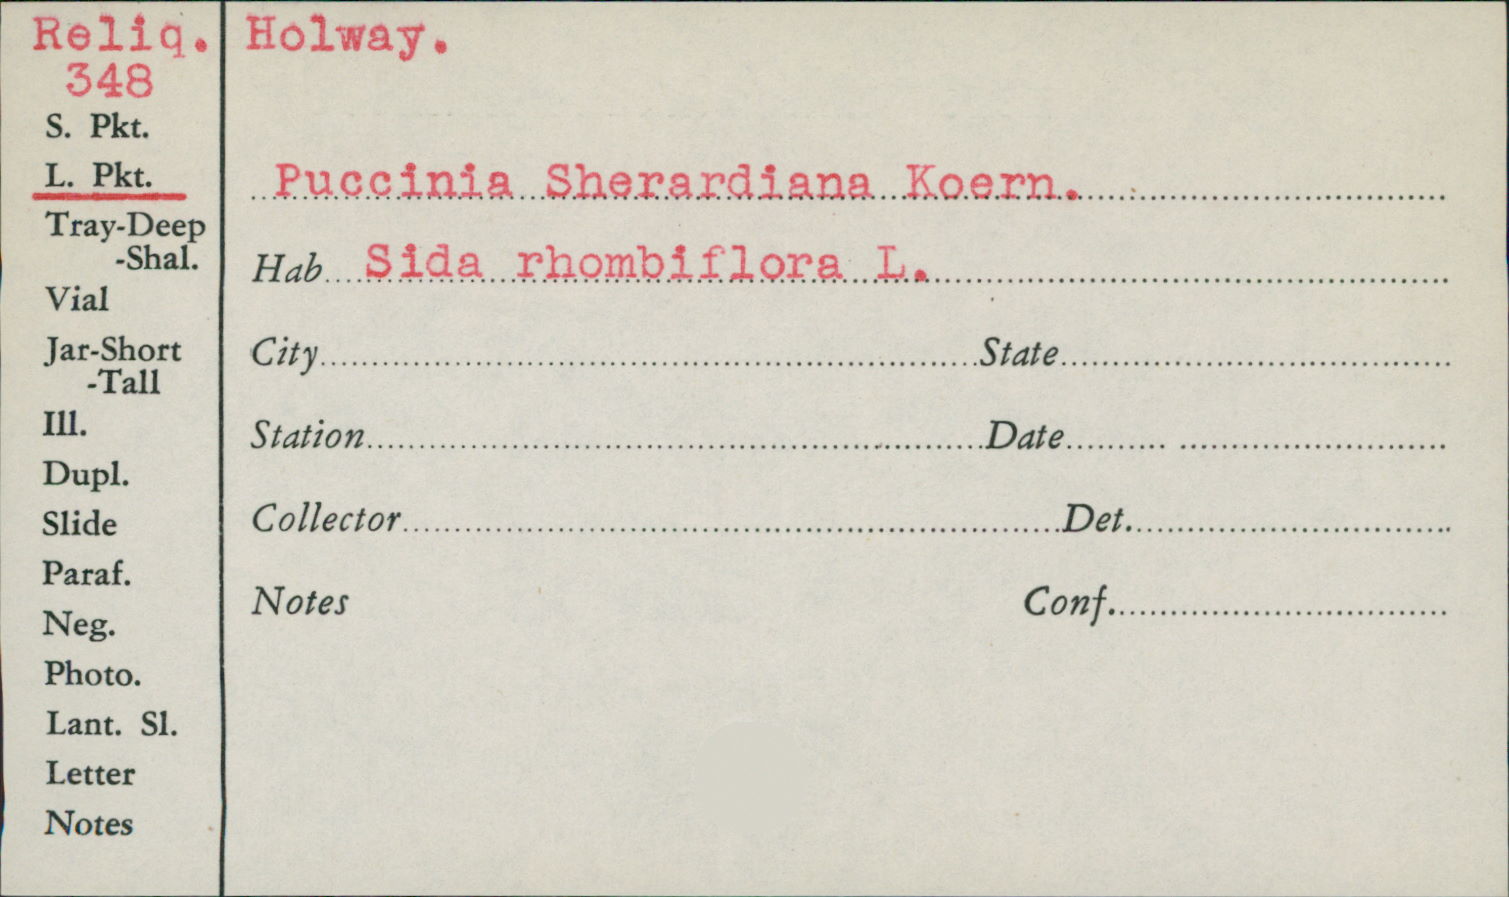 Reliq. Holway.
348
S. Pkt.
L. Pkt.
Puccinia Sherardiana Koern.
Tray-Deep
-Shal.
Hab Sida rhombiflora L.
Vial
Jar-Short
-Tall
City State
Ill.
Station Date
Dupl.
Slide
Collector Det.
Paraf.
Neg.
Notes Conf.
Photo.
Lant. Sl.
Letter
Notes